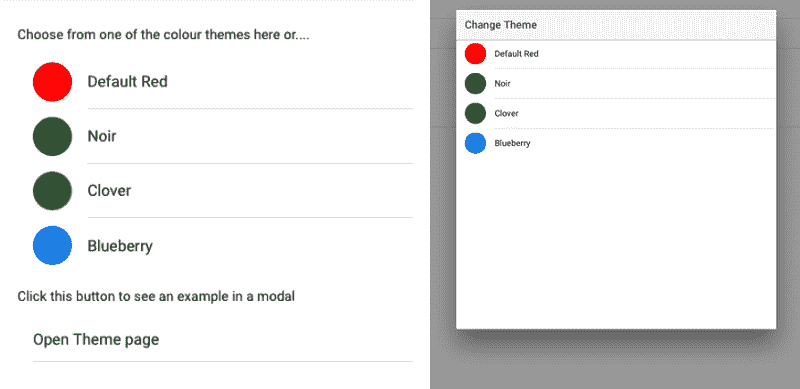 Choose from one of the colour themes here or....
Default Red
Noir
Clover
Blueberry
Click this button to see an example in a modal
Open Theme page
Change Theme
Default Red
Noir
Clover
Blueberry